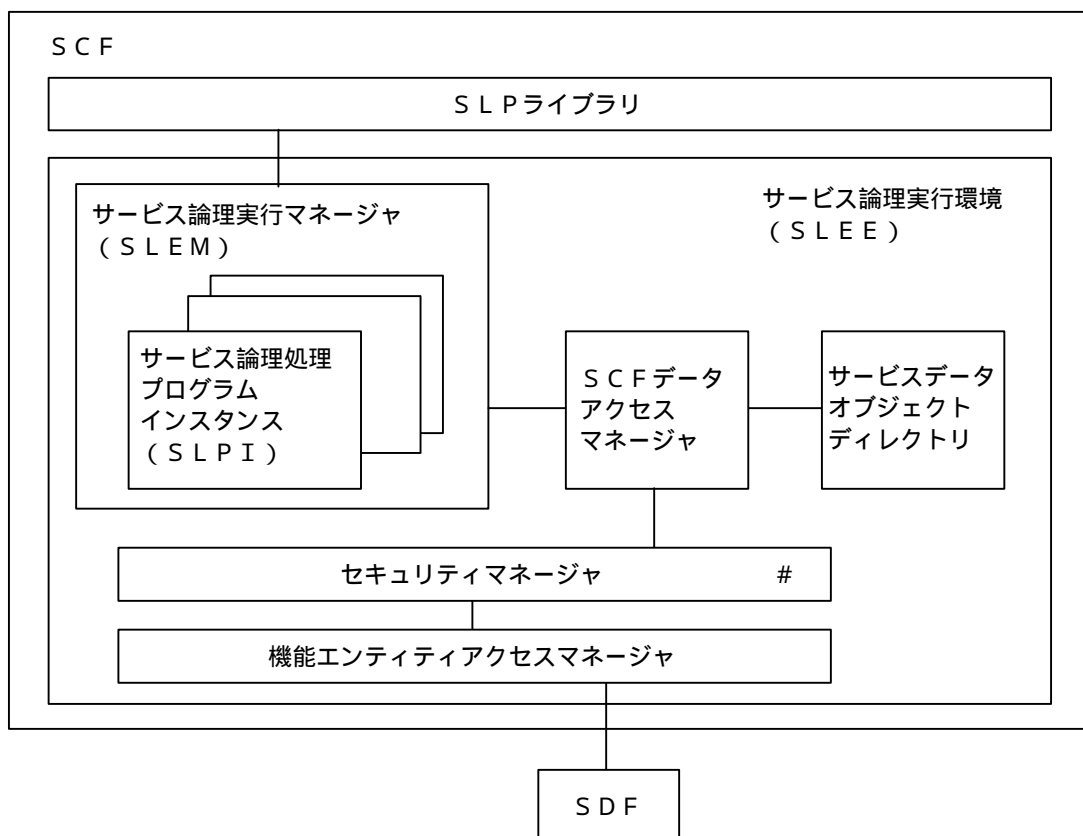 ＳＣＦ
ＳＬＰライブラリ
サービス論理実行マネージャ
（ＳＬＥＭ）
サービス論理実行環境
（ＳＬＥＥ）
サービス論理処理
プログラム
インスタンス
（ＳＬＰＩ）
ＳＣＦデータ
アクセス
マネージャ
サービスデータ
オブジェクト
ディレクトリ
セキュリティマネージャ ＃
機能エンティティアクセスマネージャ
ＳＤＦ